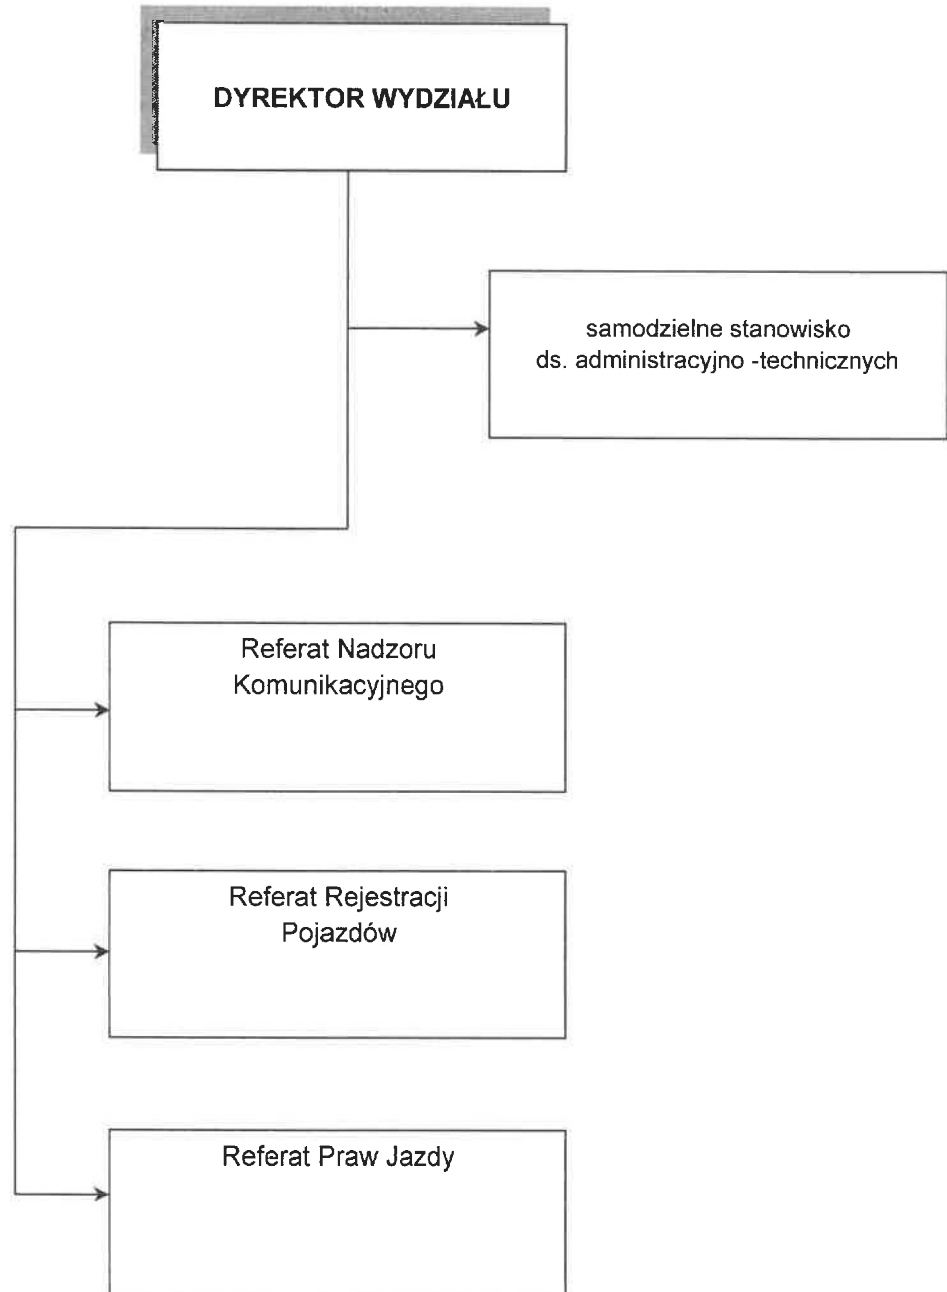 DYREKTOR WYDZIAŁU
samodzielne stanowisko
ds. administracyjno -technicznych
Referat Nadzoru
Komunikacyjnego
Referat Rejestracji
Pojazdów
Referat Praw Jazdy